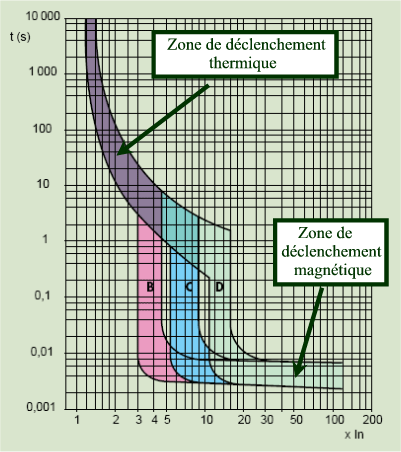 10 000
t (s)
Zone de déclenchement
thermique
1 000
100
10
Zone de
déclenchement
magnétique
1
B
C
D
0,1
0,01
0,001
1 2 3 4 5 10 20 30 50 100 200
x In